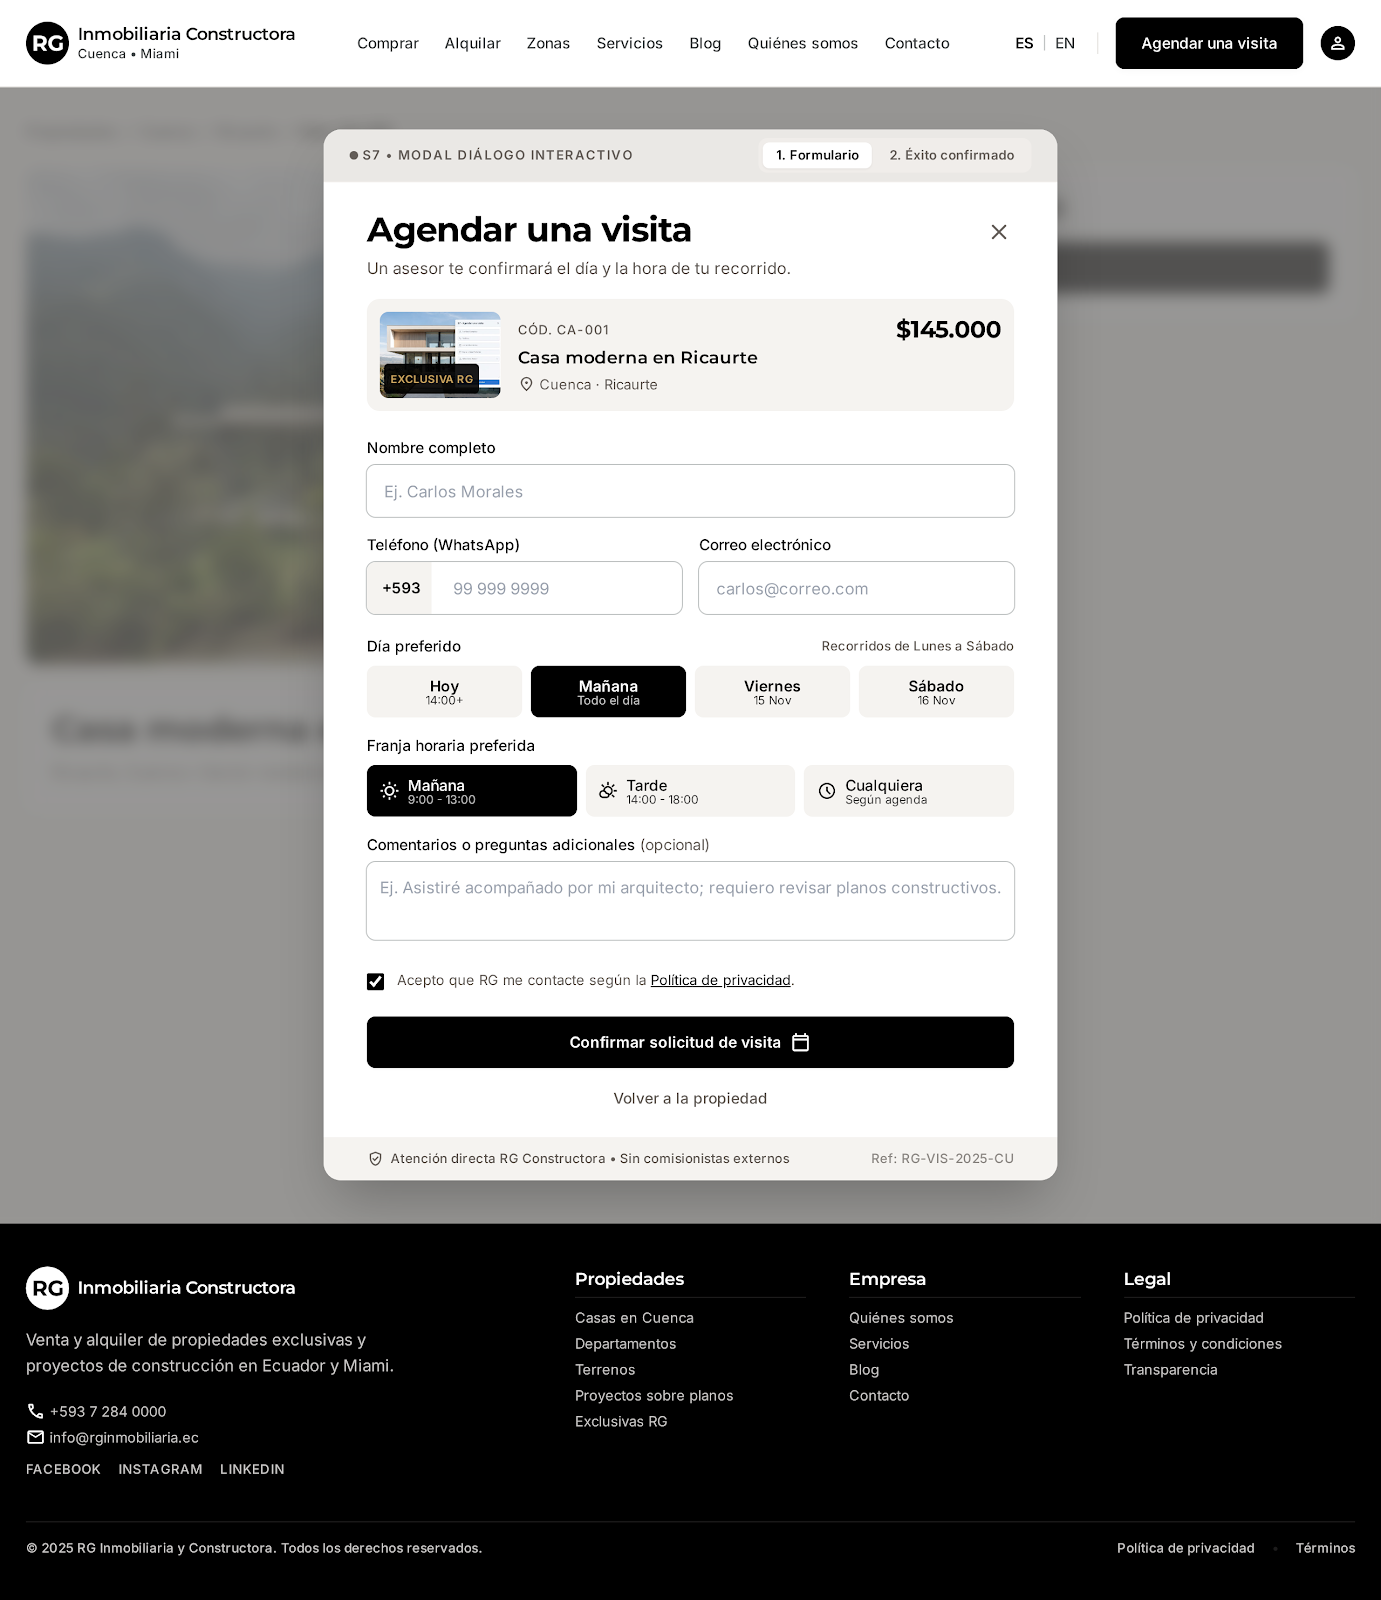 RG Inmobiliaria Constructora
Cuenca • Miami
Comprar Alquilar Zonas Servicios Blog Quiénes somos Contacto ES EN Agendar una visita
S7 • MODAL DIÁLOGO INTERACTIVO 1. Formulario 2. Éxito confirmado
Agendar una visita
Un asesor te confirmará el día y la hora de tu recorrido.
EXCLUSIVA RG
CÓD. CA-001 $145.000
Casa moderna en Ricaurte
Cuenca · Ricaurte
Nombre completo
Ej. Carlos Morales
Teléfono (WhatsApp) Correo electrónico
+593 99 999 9999 carlos@correo.com
Día preferido Recorridos de Lunes a Sábado
Hoy Mañana Viernes Sábado
14:00+ Todo el día 15 Nov 16 Nov
Franja horaria preferida
Mañana Tarde Cualquiera
9:00 - 13:00 14:00 - 18:00 Según agenda
Comentarios o preguntas adicionales (opcional)
Ej. Asistiré acompañado por mi arquitecto; requiero revisar planos constructivos.
Acepto que RG me contacte según la Política de privacidad.
Confirmar solicitud de visita
Volver a la propiedad
Atención directa RG Constructora • Sin comisionistas externos Ref: RG-VIS-2025-CU
Casa moderna
RG Inmobiliaria Constructora
Venta y alquiler de propiedades exclusivas y
proyectos de construcción en Ecuador y Miami.
+593 7 284 0000
info@rginmobiliaria.ec
FACEBOOK INSTAGRAM LINKEDIN
Propiedades
Casas en Cuenca
Departamentos
Terrenos
Proyectos sobre planos
Exclusivas RG
Empresa
Quiénes somos
Servicios
Blog
Contacto
Legal
Política de privacidad
Términos y condiciones
Transparencia
© 2025 RG Inmobiliaria y Constructora. Todos los derechos reservados. Política de privacidad • Términos